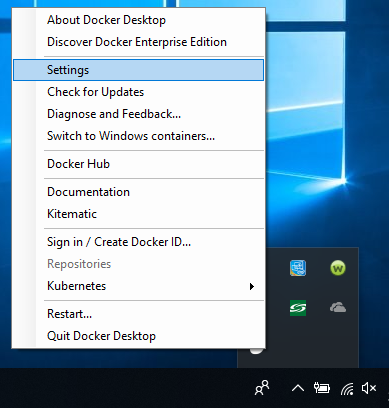 About Docker Desktop
Discover Docker Enterprise Edition
Settings
Check for Updates
Diagnose and Feedback...
Switch to Windows containers...
Docker Hub
Documentation
Kitematic
Sign in / Create Docker ID...
Repositories
Kubernetes
Restart...
Quit Docker Desktop